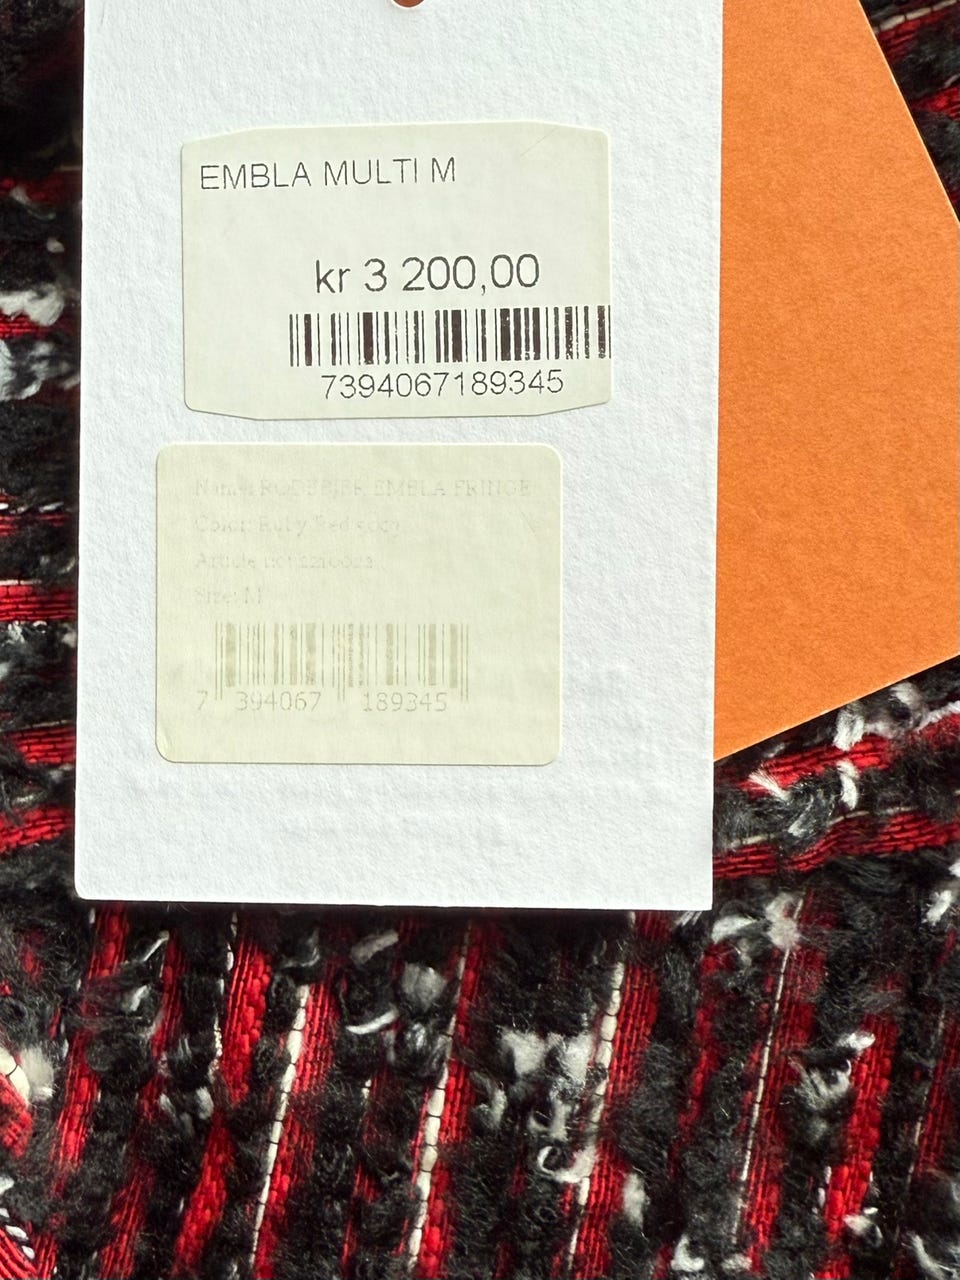 EMBLA MULTI M
kr 3 200,00
7394067189345
Name: RODEBJER EMBLA FRINGE
Color: Ruby Red
Article no:
Size: M
7 394067 189345